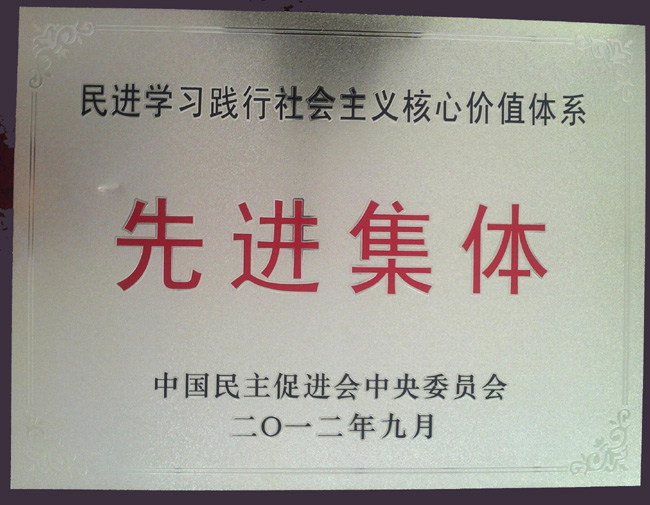 民进学习践行社会主义核心价值体系
先进集体
中国民主促进会中央委员会
二〇一二年九月